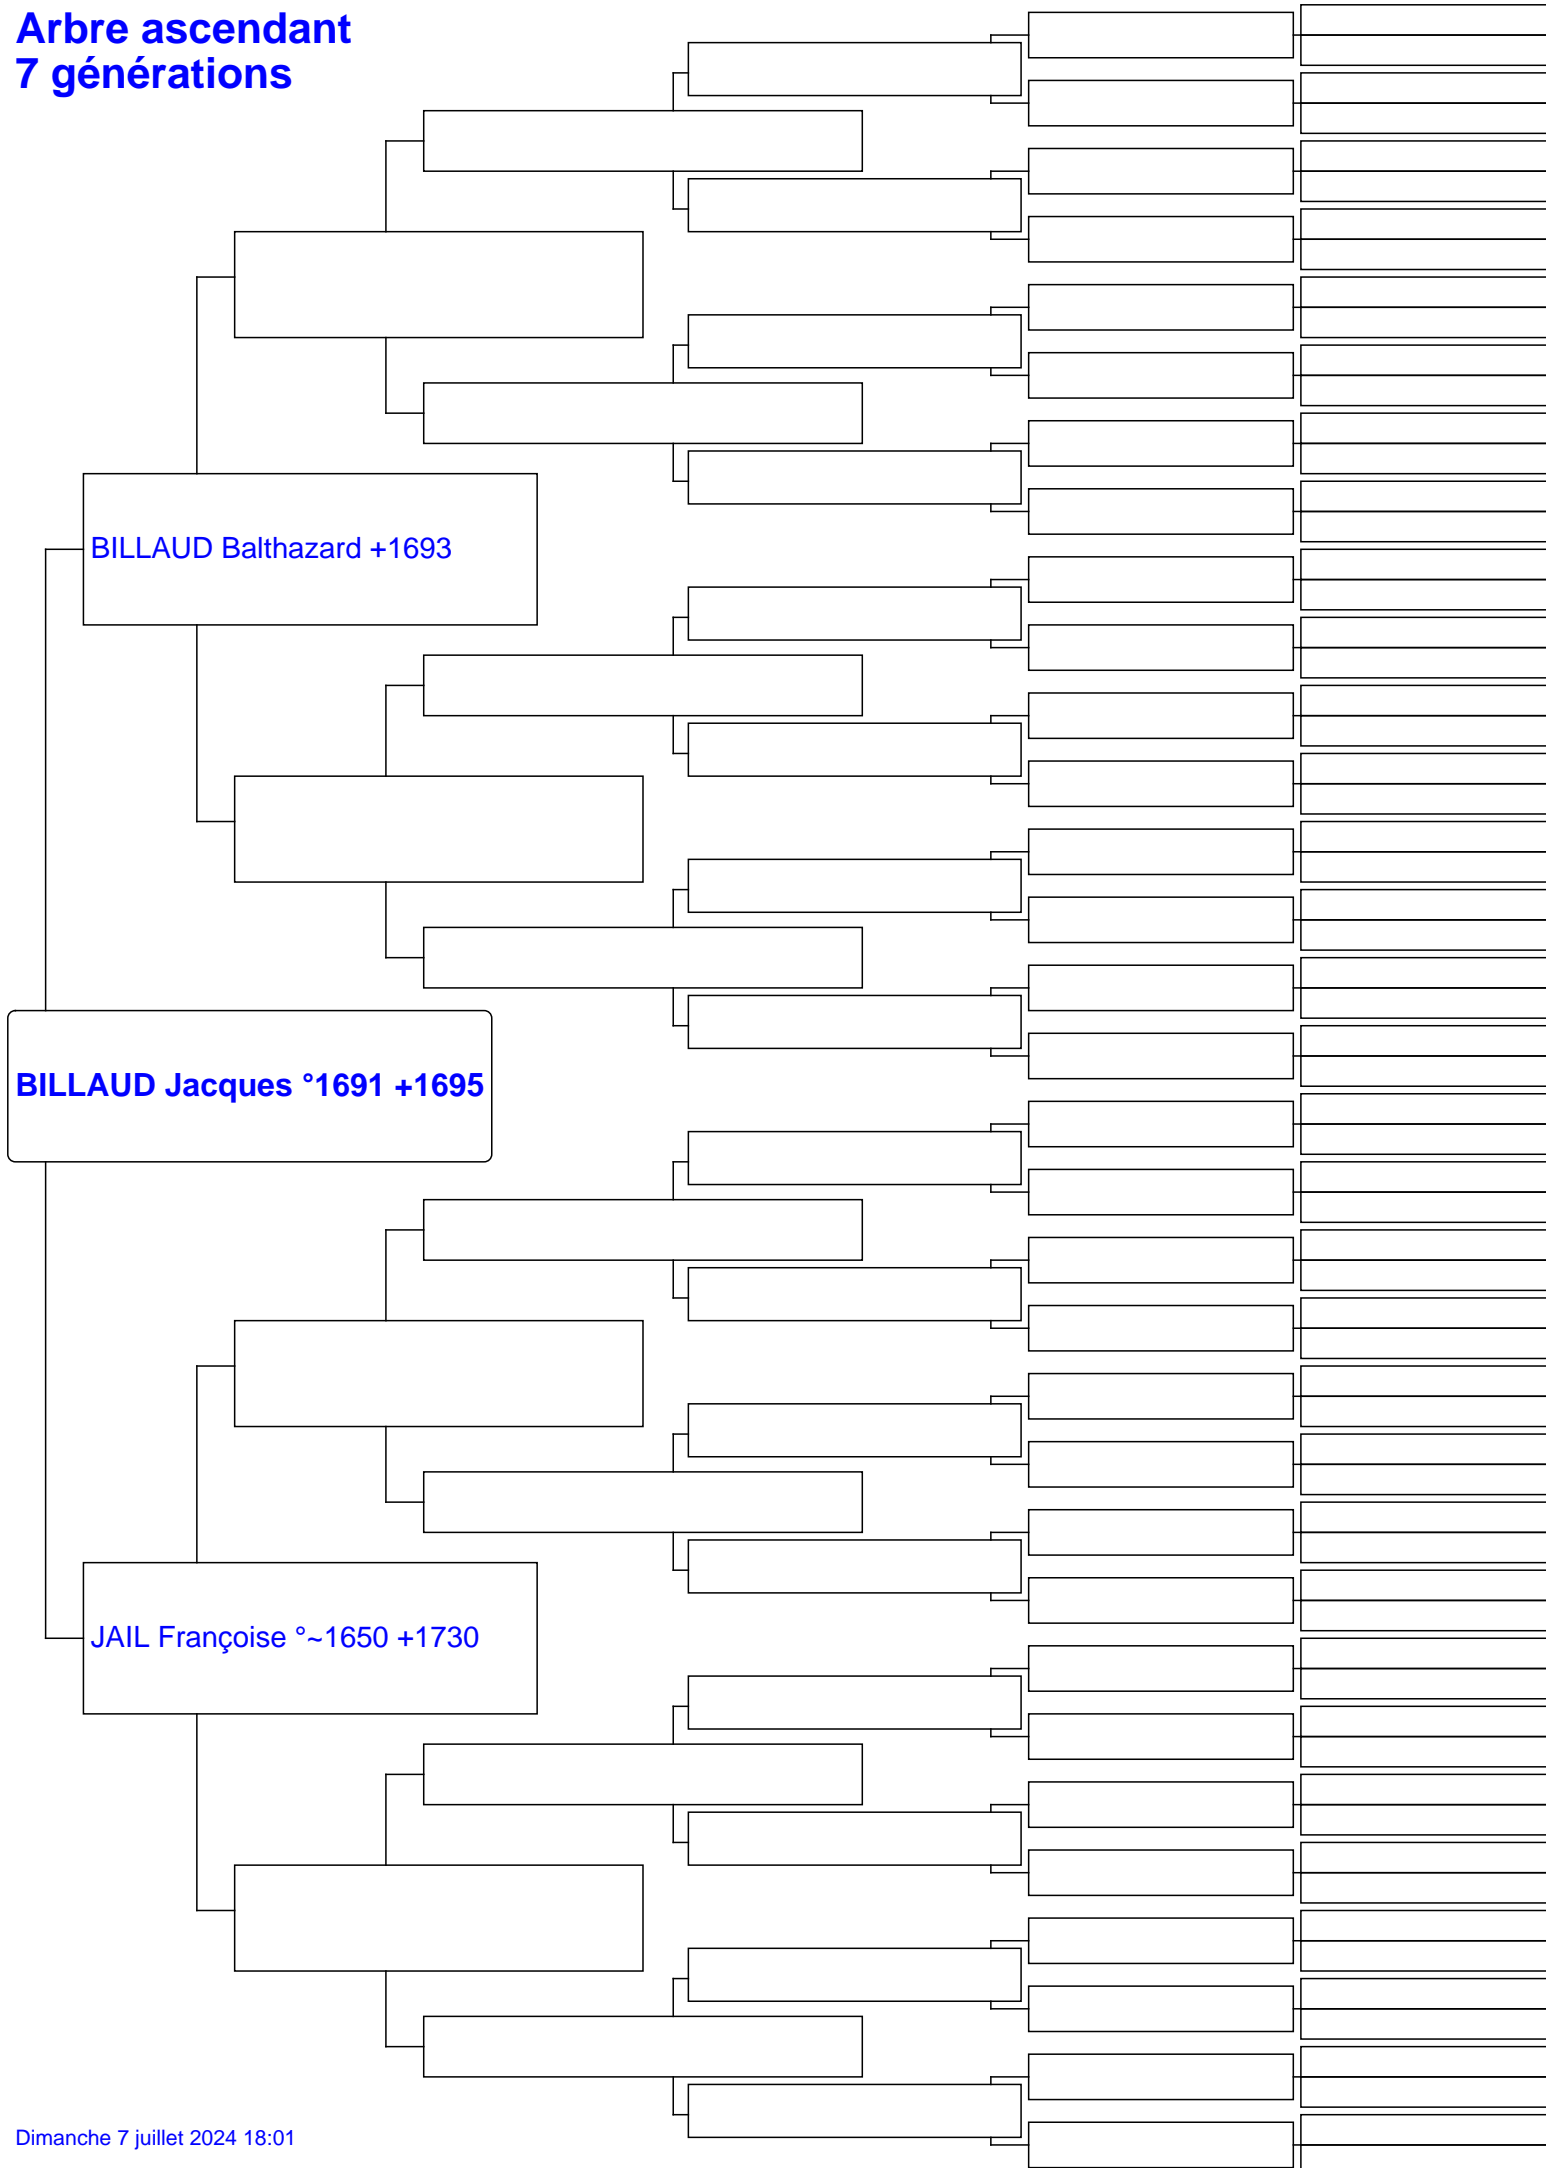 Arbre ascendant
7 générations
BILLAUD Balthazard +1693
BILLAUD Jacques °1691 +1695
JAIL Françoise °~1650 +1730
Dimanche 7 juillet 2024 18:01